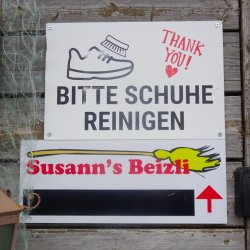 THANK
YOU!
BITTE SCHUHE
REINIGEN
Susann's Beizli